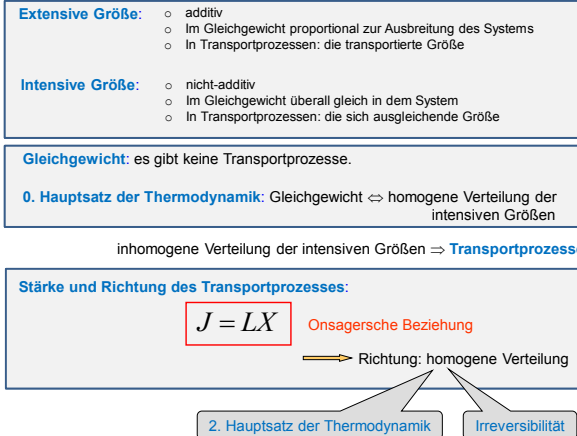 Extensive Größe: ○ additiv
○ Im Gleichgewicht proportional zur Ausbreitung des Systems
○ In Transportprozessen: die transportierte Größe
Intensive Größe: ○ nicht-additiv
○ Im Gleichgewicht überall gleich in dem System
○ In Transportprozessen: die sich ausgleichende Größe
Gleichgewicht: es gibt keine Transportprozesse.
0. Hauptsatz der Thermodynamik: Gleichgewicht ⇔ homogene Verteilung der
intensiven Größen
inhomogene Verteilung der intensiven Größen ⇒ Transportprozesse
Stärke und Richtung des Transportprozesses:
J = LX Onsagersche Beziehung
Richtung: homogene Verteilung
2. Hauptsatz der Thermodynamik Irreversibilität